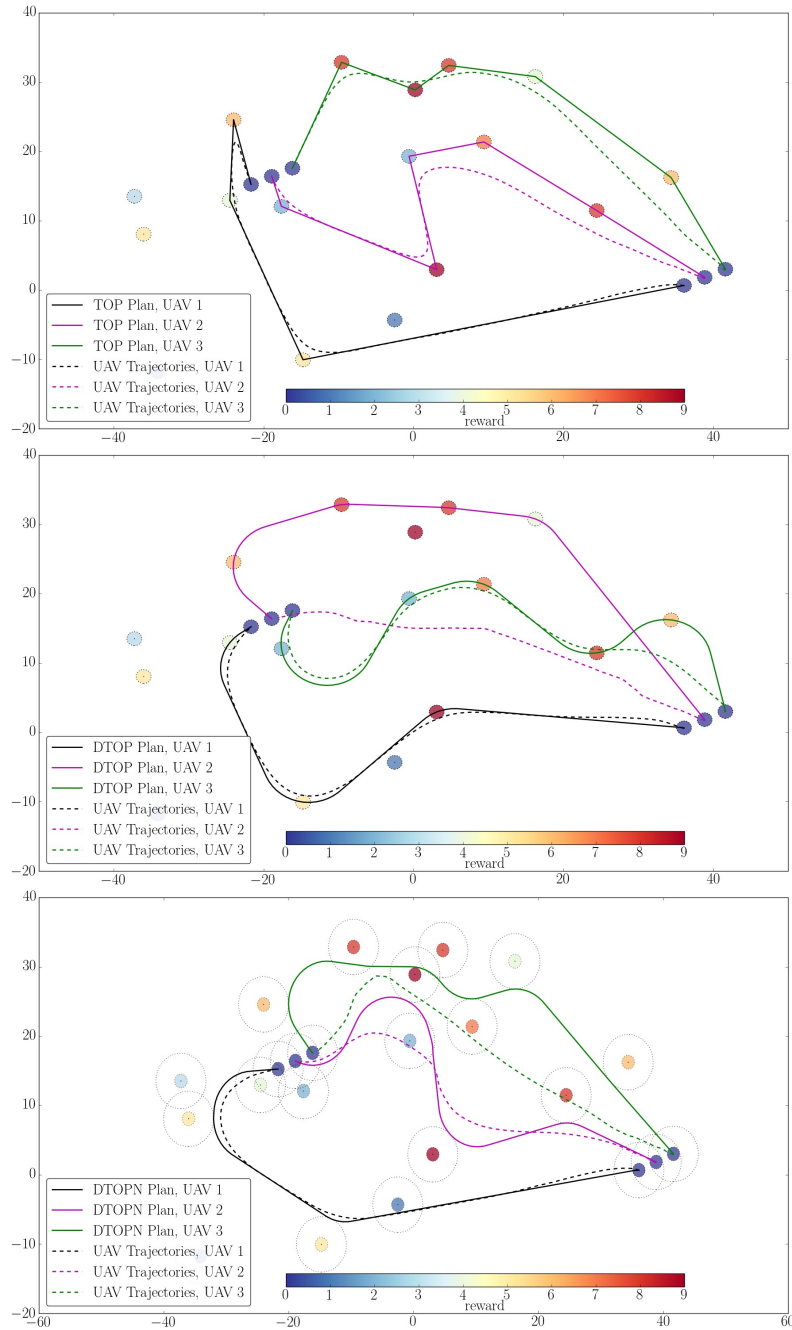 40
30
20
10
0
−10
−20
TOP Plan, UAV 1
TOP Plan, UAV 2
TOP Plan, UAV 3
UAV Trajectories, UAV 1
UAV Trajectories, UAV 2
UAV Trajectories, UAV 3
0 1 2 3 4 5 6 7 8 9
reward
−40 −20 0 20 40
40
30
20
10
0
−10
−20
DTOP Plan, UAV 1
DTOP Plan, UAV 2
DTOP Plan, UAV 3
UAV Trajectories, UAV 1
UAV Trajectories, UAV 2
UAV Trajectories, UAV 3
0 1 2 3 4 5 6 7 8 9
reward
−40 −20 0 20 40
40
30
20
10
0
−10
−20
DTOPN Plan, UAV 1
DTOPN Plan, UAV 2
DTOPN Plan, UAV 3
UAV Trajectories, UAV 1
UAV Trajectories, UAV 2
UAV Trajectories, UAV 3
0 1 2 3 4 5 6 7 8 9
reward
−60 −40 −20 0 20 40 60